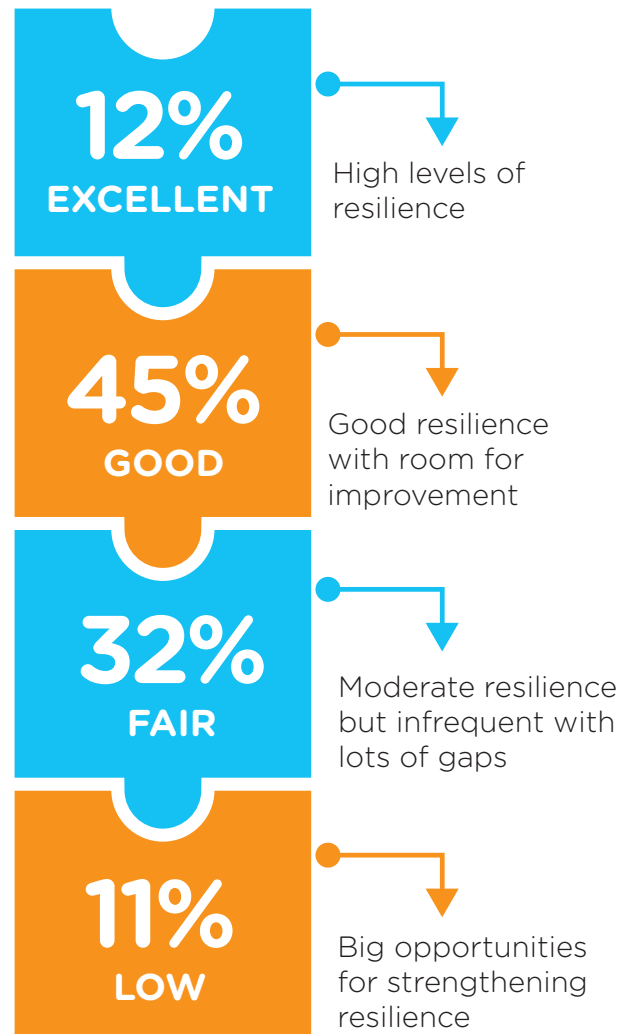 12%
EXCELLENT
High levels of
resilience
45%
GOOD
Good resilience
with room for
improvement
32%
FAIR
Moderate resilience
but infrequent with
lots of gaps
11%
LOW
Big opportunities
for strengthening
resilience